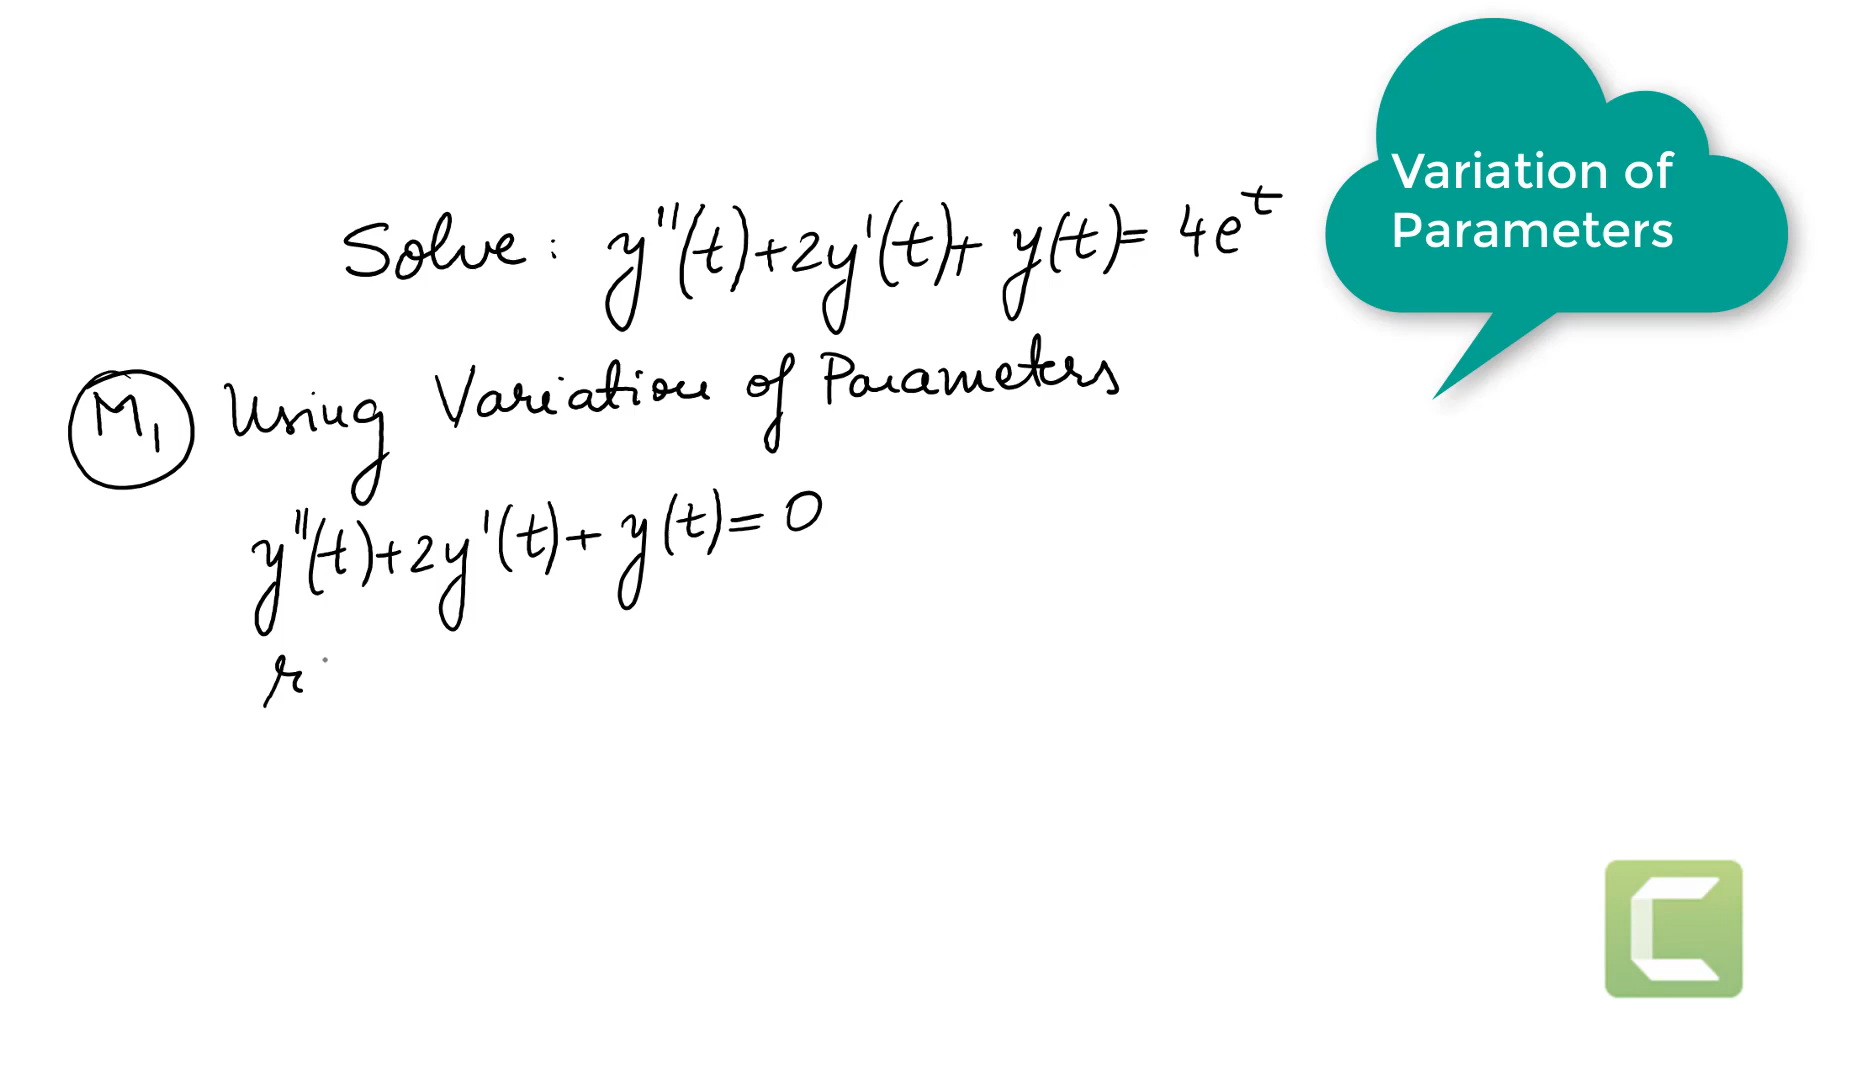 Variation of
Parameters
Solve: y''(t)+2y'(t)+y(t)=4e^t
M₁ Using Variation of Parameters
y''(t)+2y'(t)+y(t)=0
r